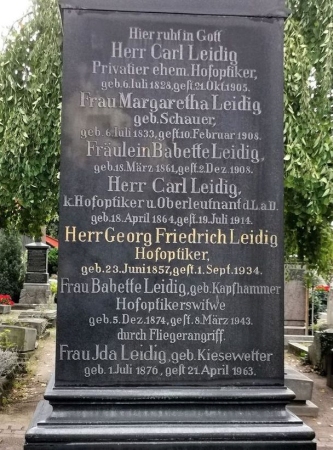 Hier ruht in Gott
Herr Carl Leidig
Privatier ehem. Hofoptiker,
geb. 6. Juli 1828, gest. 21. Okt. 1905.
Frau Margaretha Leidig
geb. Schauer,
geb. 6. Juli 1833, gest. 10. Februar 1908.
Fräulein Babette Leidig,
geb. 18. März 1861, gest. 2. Dez. 1908.
Herr Carl Leidig,
k. Hofoptiker u. Oberleutnant d. L. a. D.
geb. 18. April 1864, gest. 19. Juli 1914.
Herr Georg Friedrich Leidig
Hofoptiker,
geb. 23. Juni 1857, gest. 1. Sept. 1934.
Frau Babette Leidig, geb. Kapfhammer
Hofoptikerswitwe
geb. 5. Dez. 1874, gest. 8. März 1943.
durch Fliegerangriff.
Frau Jda Leidig, geb. Kiesewetter
geb. 1. Juli 1876, gest 21. April 1963.